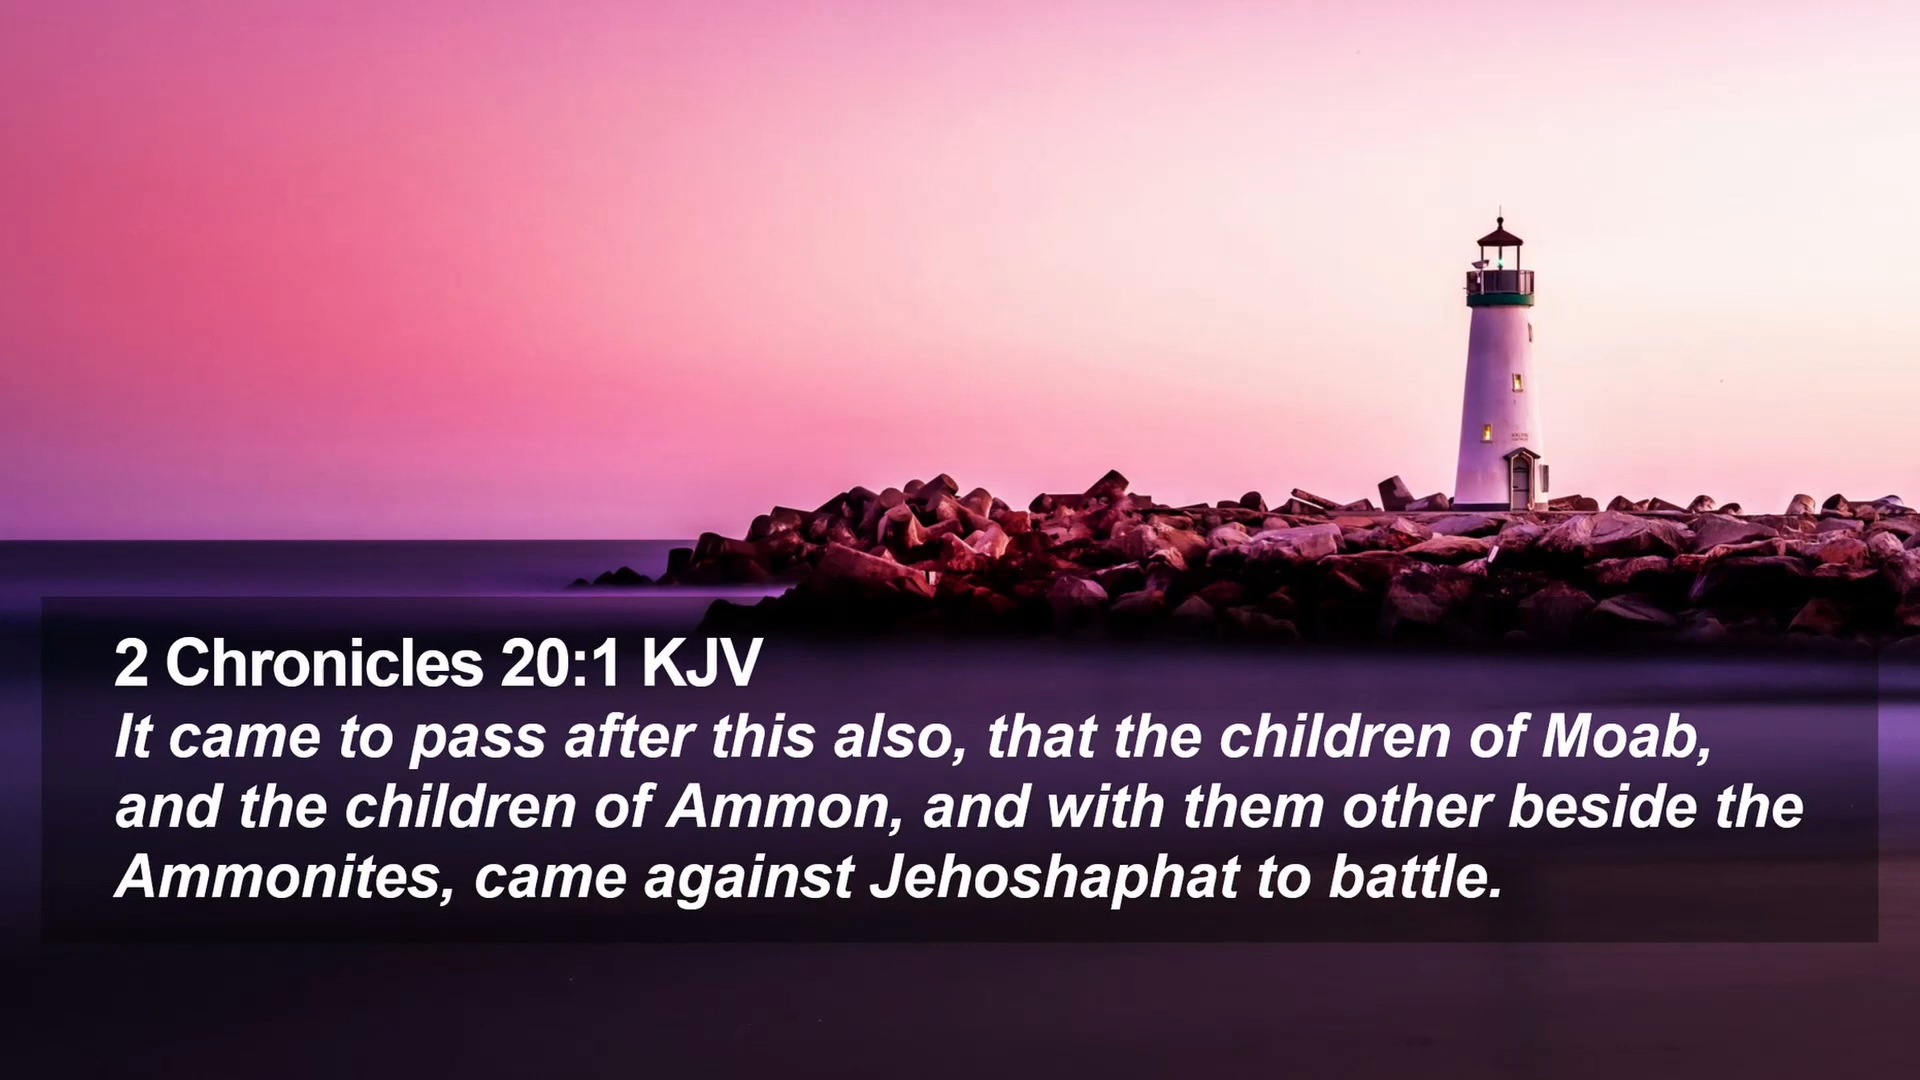 2 Chronicles 20:1 KJV
It came to pass after this also, that the children of Moab,
and the children of Ammon, and with them other beside the
Ammonites, came against Jehoshaphat to battle.